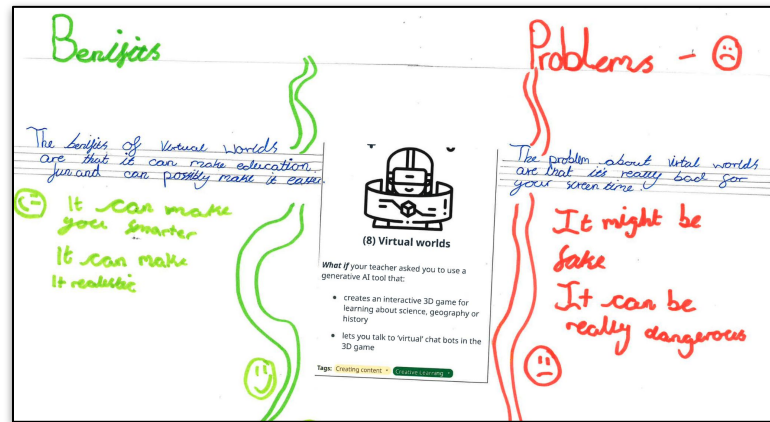 Benifits
The benifits of Virtual Worlds
are that it can make education
fun and can possibly make it easier.
It can make
you smarter
It can make
It realistic
(8) Virtual worlds
What if your teacher asked you to use a
generative AI tool that:
• creates an interactive 3D game for
learning about science, geography or
history
• lets you talk to 'virtual' chat bots in the
3D game
Tags: Creating content Creative Learning
Problems -
The problem about virtal worlds
are that it's really bad for
your screen time.
It might be
fake
It can be
really dangerous